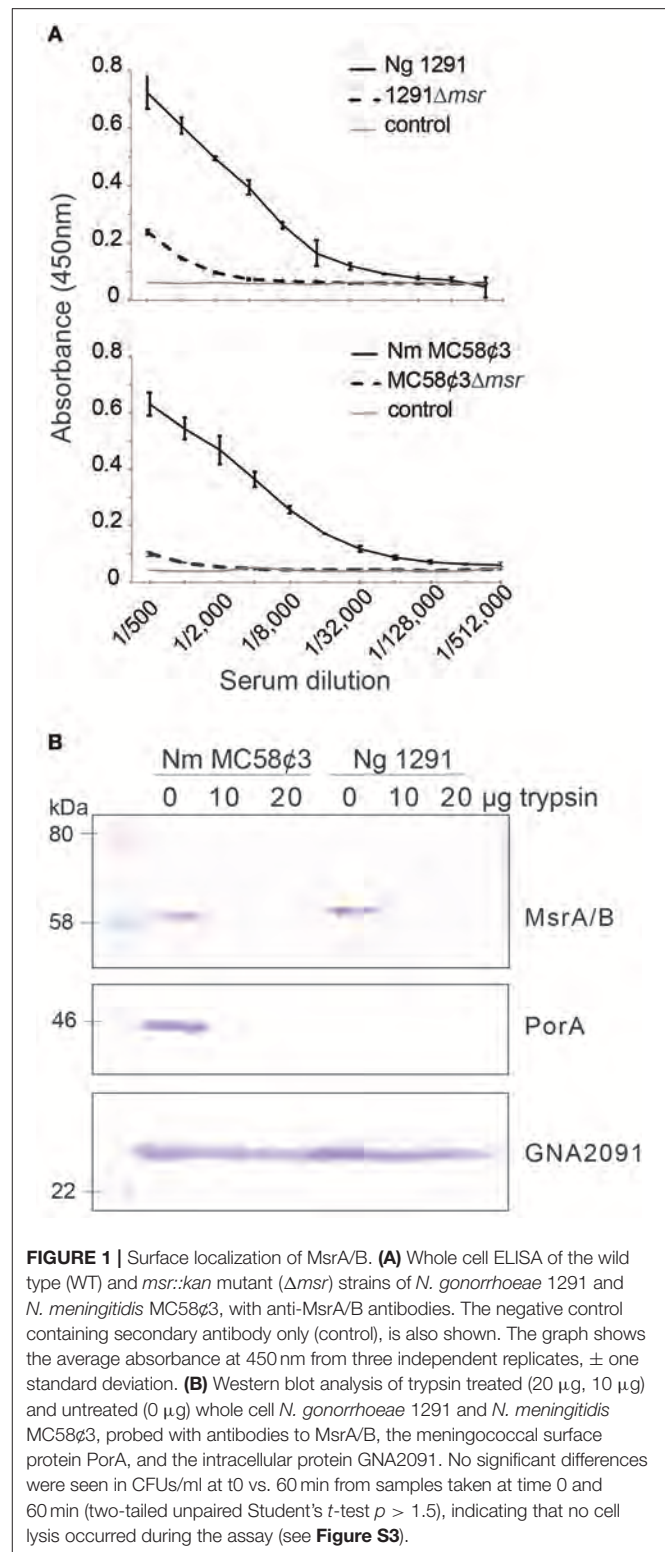 A
0.8
0.6
0.4
0.2
0
Ng 1291
1291Δmsr
control
Absorbance (450nm)
0.8
0.6
0.4
0.2
0
Nm MC58¢3
MC58¢3Δmsr
control
1/500
1/2,000
1/8,000
1/32,000
1/128,000
1/512,000
Serum dilution
B
Nm MC58¢3 Ng 1291
kDa 0 10 20 0 10 20 µg trypsin
80
58
MsrA/B
46
PorA
GNA2091
22
FIGURE 1 | Surface localization of MsrA/B. (A) Whole cell ELISA of the wild
type (WT) and msr::kan mutant (Δmsr) strains of N. gonorrhoeae 1291 and
N. meningitidis MC58¢3, with anti-MsrA/B antibodies. The negative control
containing secondary antibody only (control), is also shown. The graph shows
the average absorbance at 450 nm from three independent replicates, ± one
standard deviation. (B) Western blot analysis of trypsin treated (20 µg, 10 µg)
and untreated (0 µg) whole cell N. gonorrhoeae 1291 and N. meningitidis
MC58¢3, probed with antibodies to MsrA/B, the meningococcal surface
protein PorA, and the intracellular protein GNA2091. No significant differences
were seen in CFUs/ml at t0 vs. 60 min from samples taken at time 0 and
60 min (two-tailed unpaired Student's t-test p > 1.5), indicating that no cell
lysis occurred during the assay (see Figure S3).